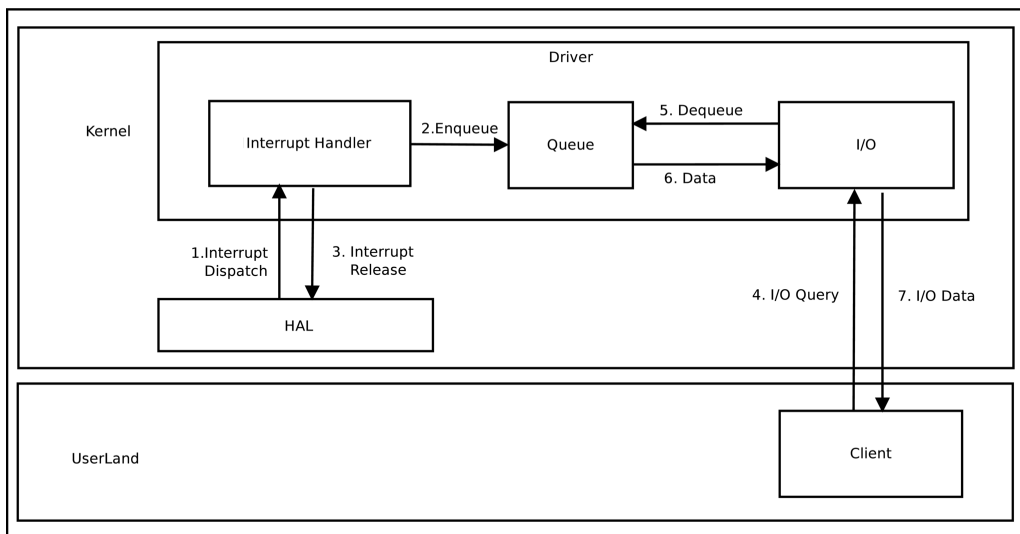 Driver
Kernel
Interrupt Handler
2.Enqueue
Queue
5. Dequeue
6. Data
I/O
1.Interrupt
Dispatch
3. Interrupt
Release
HAL
4. I/O Query
7. I/O Data
UserLand
Client